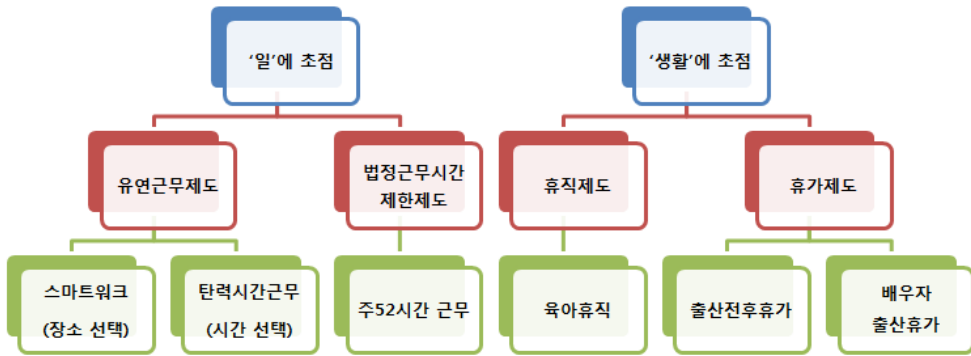 ‘일’에 초점
‘생활’에 초점
유연근무제도
법정근무시간
제한제도
휴직제도
휴가제도
스마트워크
(장소 선택)
탄력시간근무
(시간 선택)
주52시간 근무
육아휴직
출산전후휴가
배우자
출산휴가